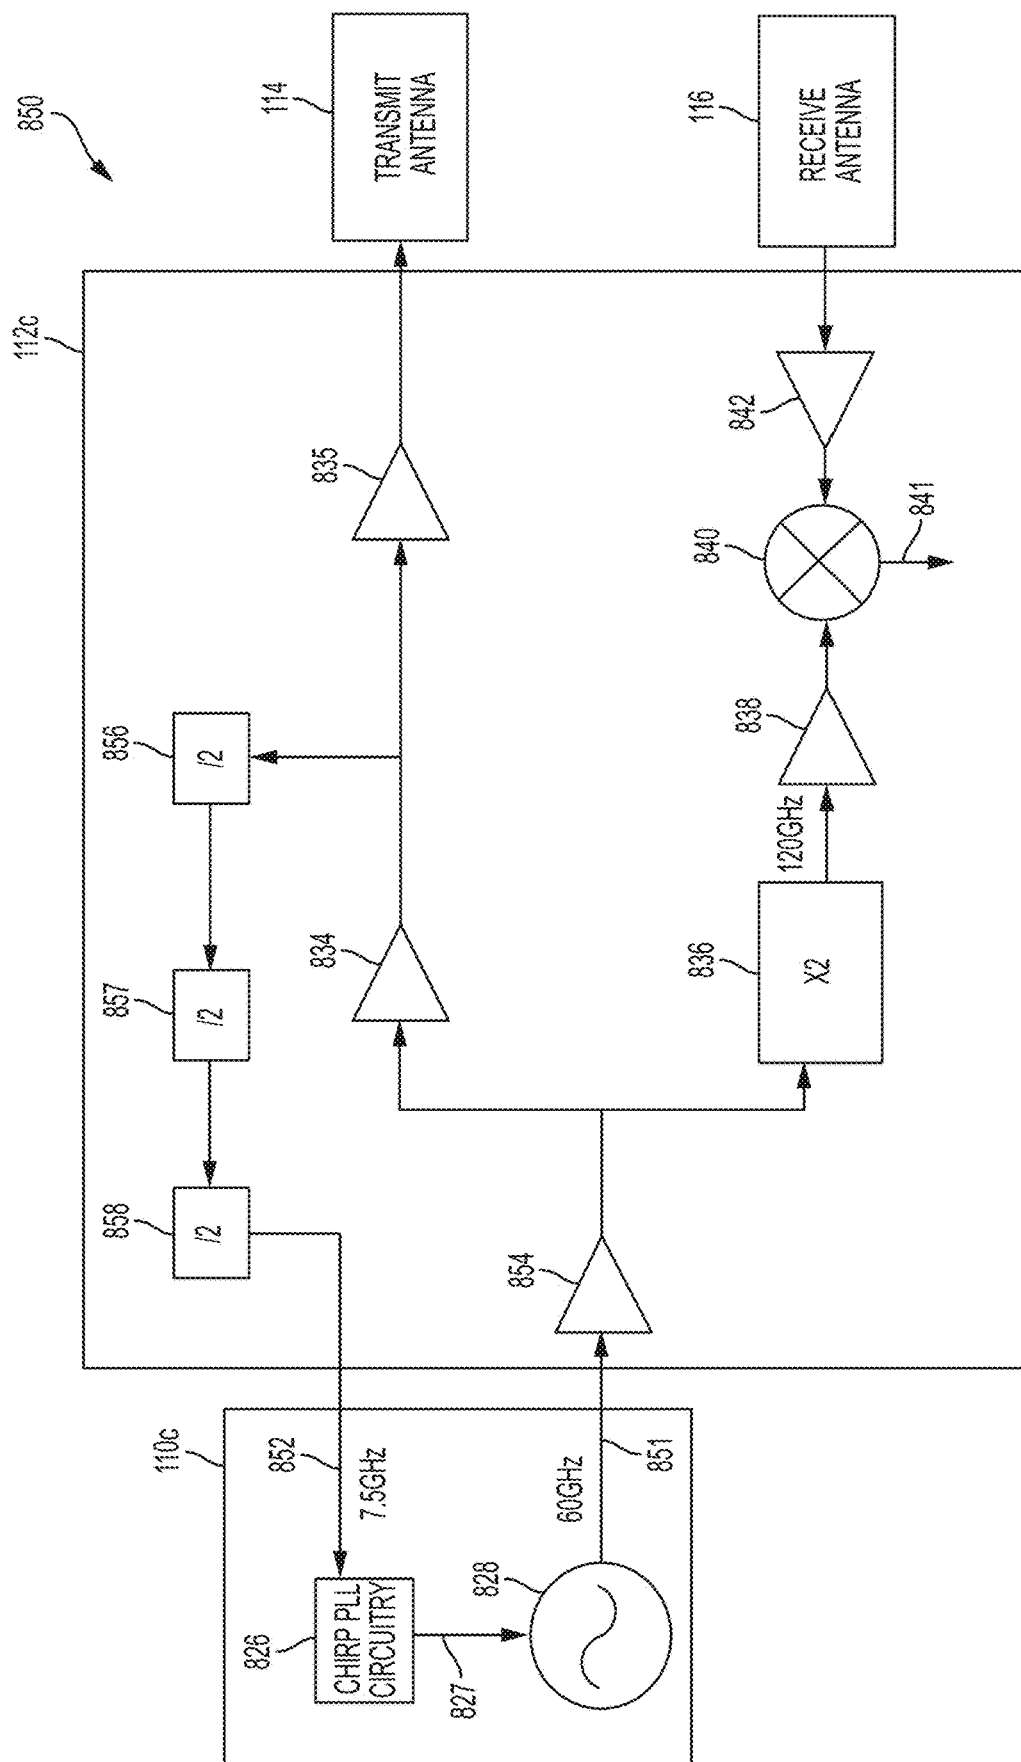 850
112c
114
TRANSMIT
ANTENNA
116
RECEIVE
ANTENNA
835
842
856
/2
840
841
838
120GHz
857
/2
834
836
X2
858
/2
854
110c
852
7.5GHz
851
60GHz
826
CHIRP PLL
CIRCUITRY
827
828